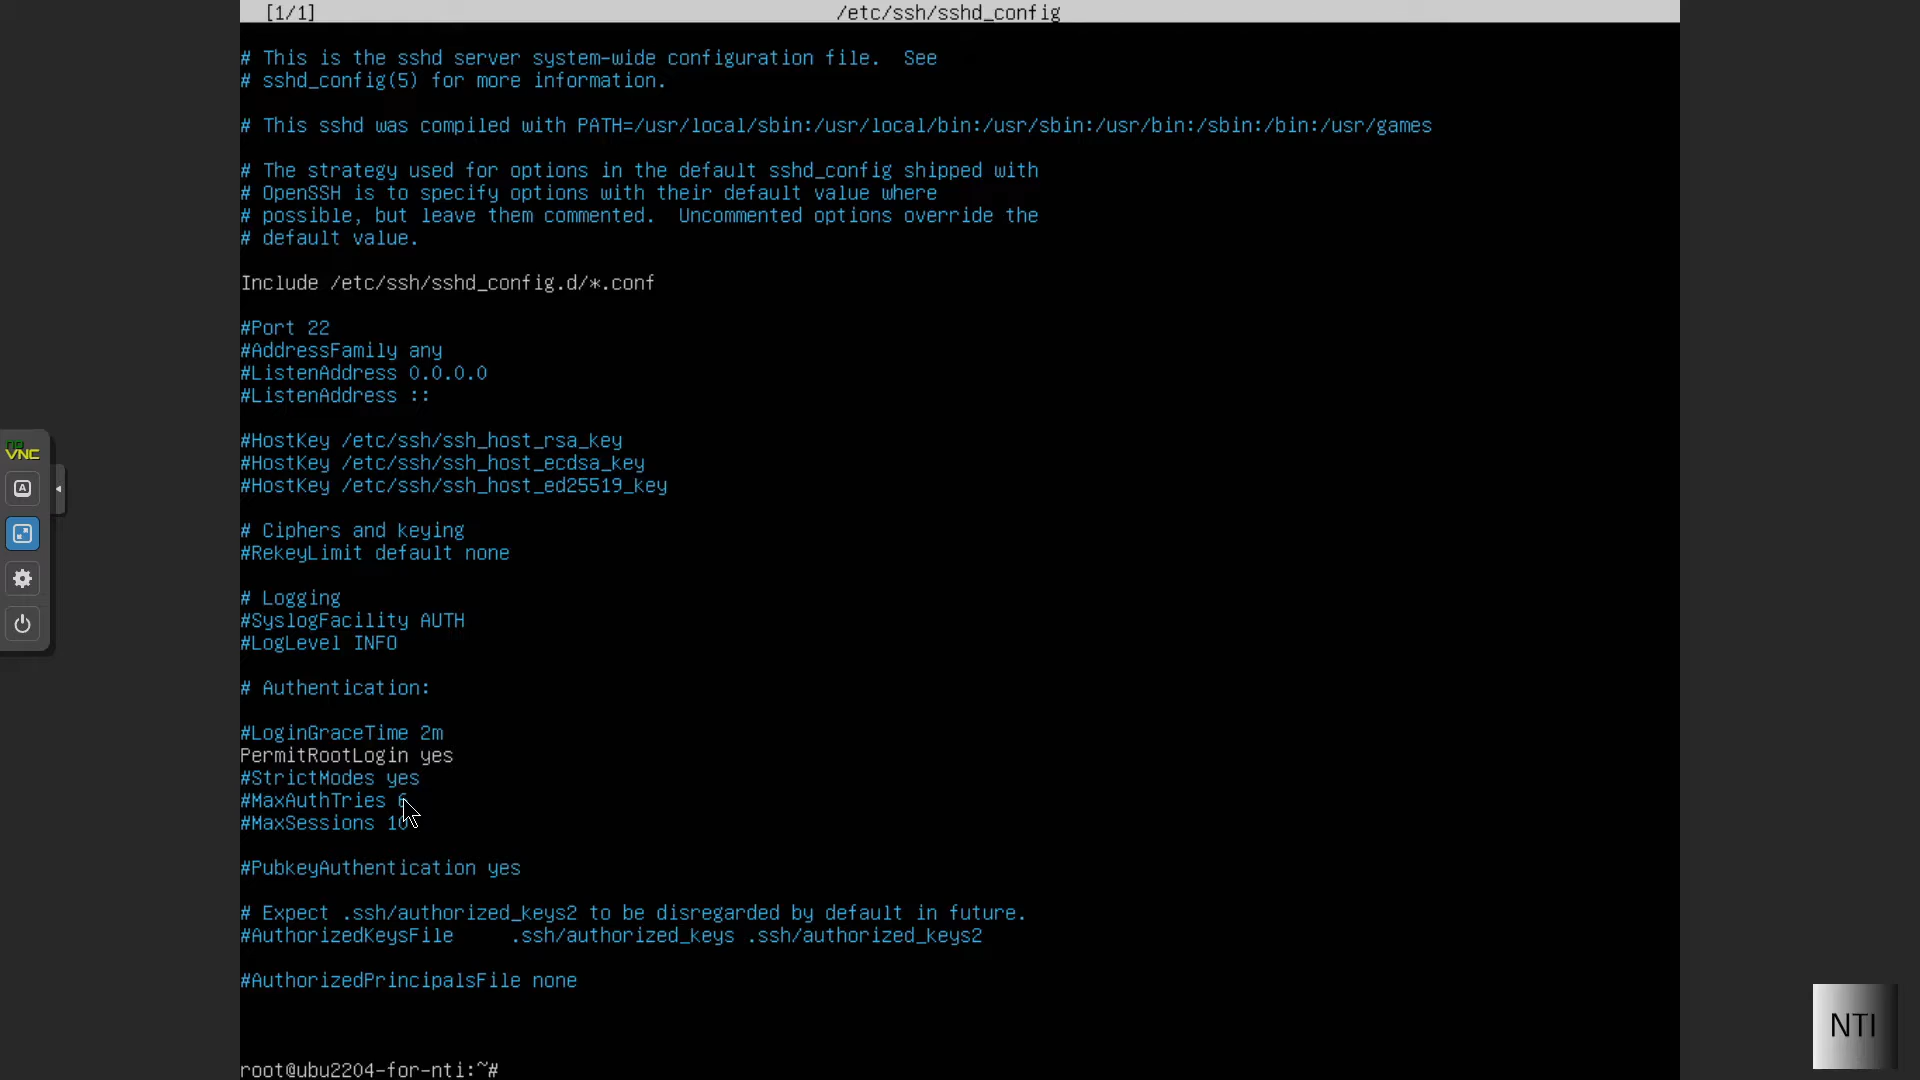 [1/1] /etc/ssh/sshd_config
# This is the sshd server system-wide configuration file.  See
# sshd_config(5) for more information.
# This sshd was compiled with PATH=/usr/local/sbin:/usr/local/bin:/usr/sbin:/usr/bin:/sbin:/bin:/usr/games
# The strategy used for options in the default sshd_config shipped with
# OpenSSH is to specify options with their default value where
# possible, but leave them commented.  Uncommented options override the
# default value.
Include /etc/ssh/sshd_config.d/*.conf
#Port 22
#AddressFamily any
#ListenAddress 0.0.0.0
#ListenAddress ::
#HostKey /etc/ssh/ssh_host_rsa_key
#HostKey /etc/ssh/ssh_host_ecdsa_key
#HostKey /etc/ssh/ssh_host_ed25519_key
# Ciphers and keying
#RekeyLimit default none
# Logging
#SyslogFacility AUTH
#LogLevel INFO
# Authentication:
#LoginGraceTime 2m
PermitRootLogin yes
#StrictModes yes
#MaxAuthTries 6
#MaxSessions 10
#PubkeyAuthentication yes
# Expect .ssh/authorized_keys2 to be disregarded by default in future.
#AuthorizedKeysFile     .ssh/authorized_keys .ssh/authorized_keys2
#AuthorizedPrincipalsFile none
root@ubu2204-for-nti:~#
no
VNC
A
NTI